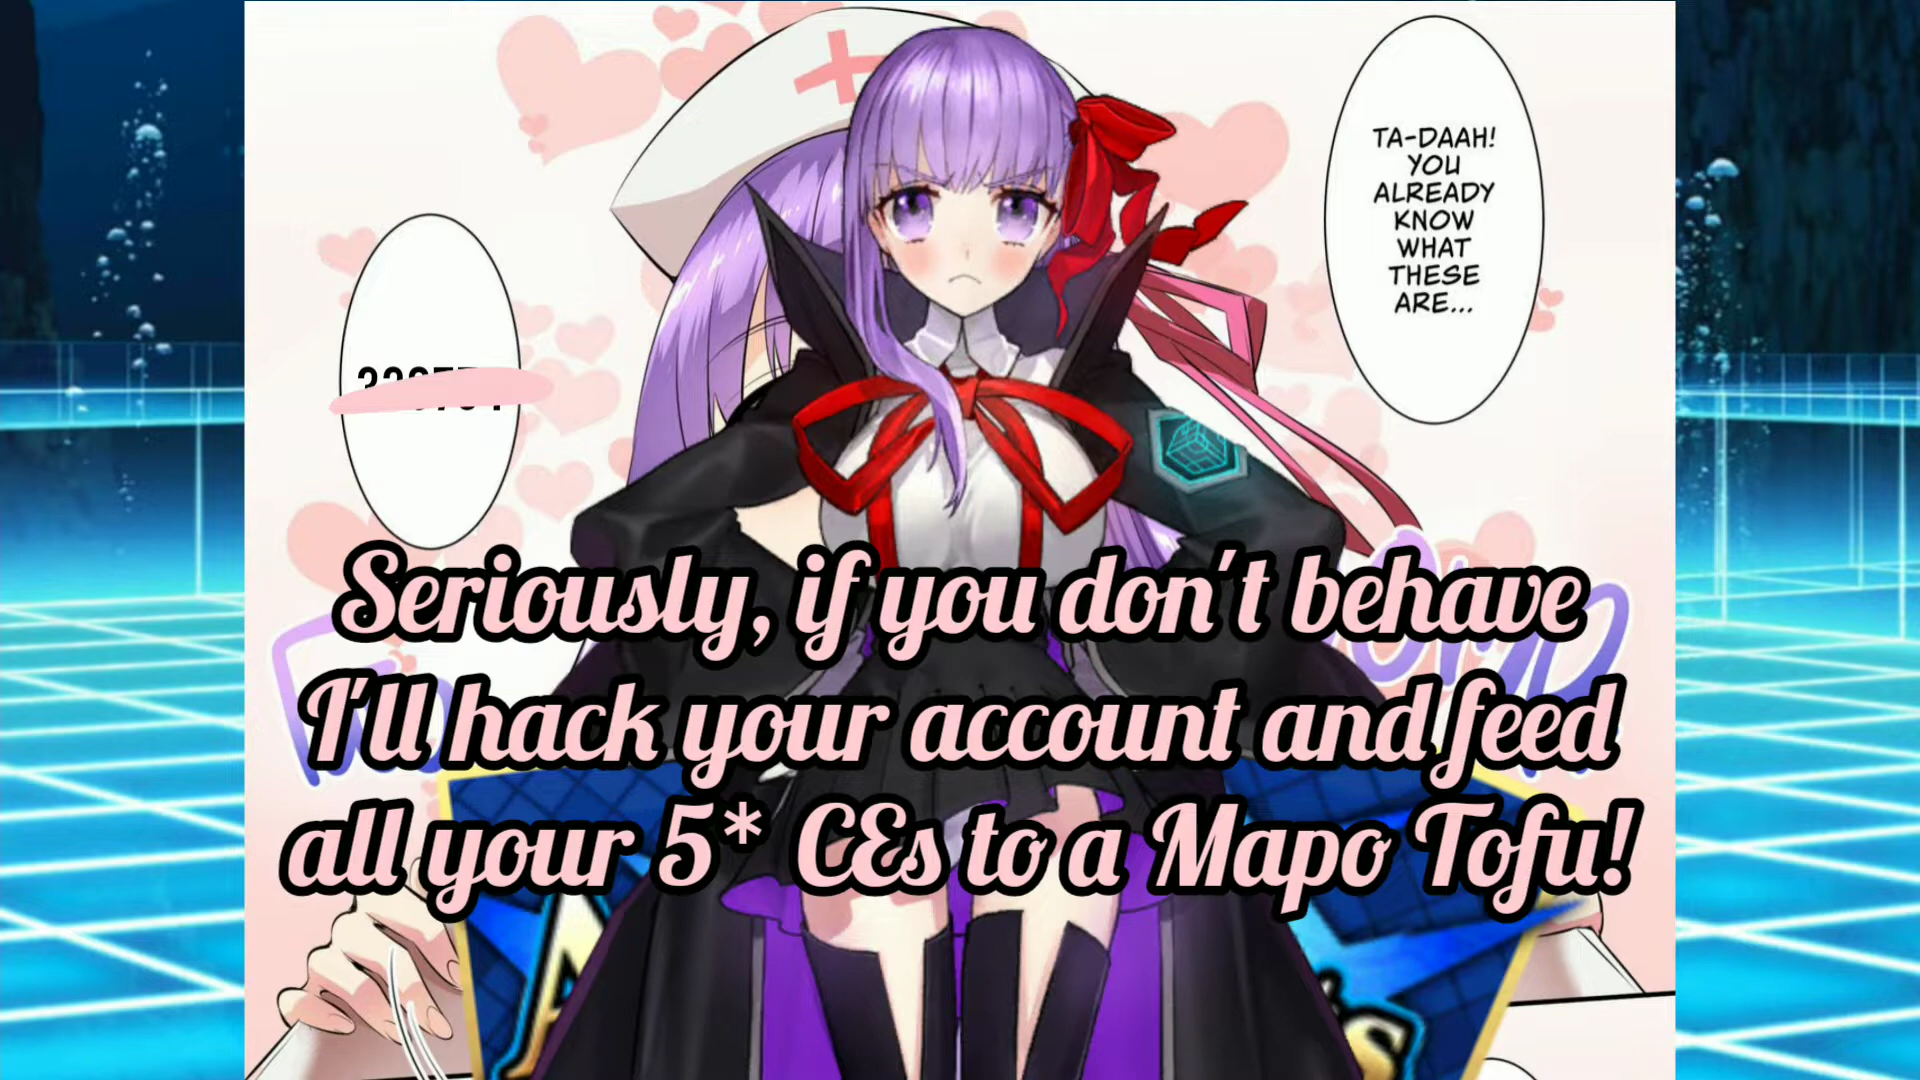 TA-DAAH!
YOU
ALREADY
KNOW
WHAT
THESE
ARE...
Seriously, if you don't behave
I'll hack your account and feed
all your 5* CEs to a Mapo Tofu!